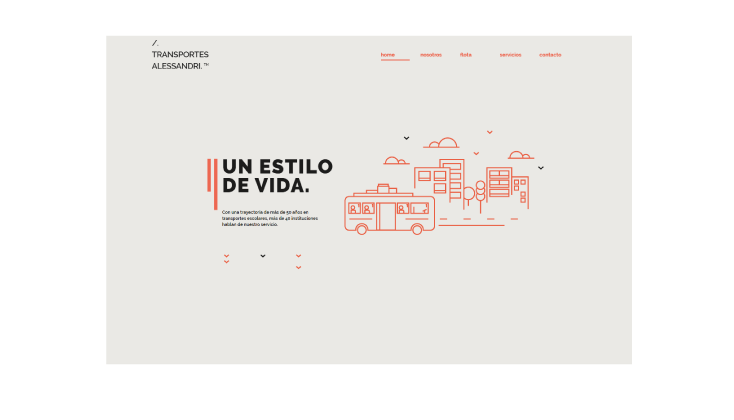 /.
TRANSPORTES
ALESSANDRI.™
home nosotros flota servicios contacto
UN ESTILO
DE VIDA.
Con una trayectoria de más de 50 años en
transportes escolares, más de 40 instituciones
hablan de nuestro servicio.